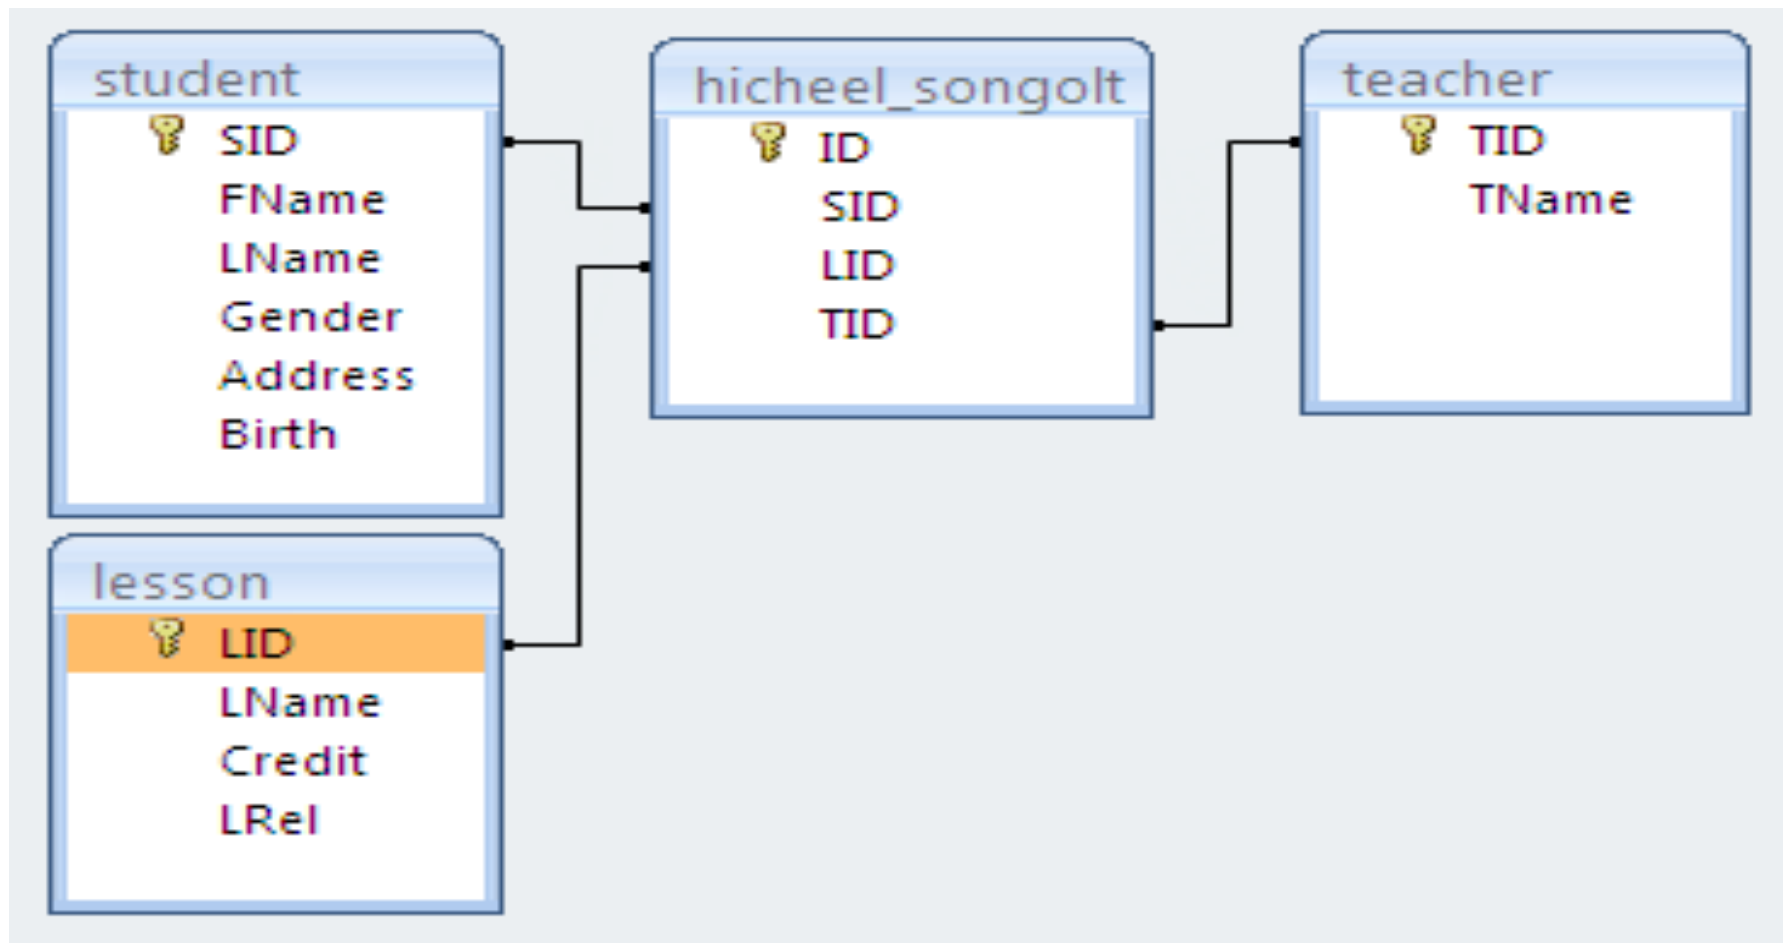 student
SID
FName
LName
Gender
Address
Birth
hicheel_songolt
ID
SID
LID
TID
teacher
TID
TName
lesson
LID
LName
Credit
LRel